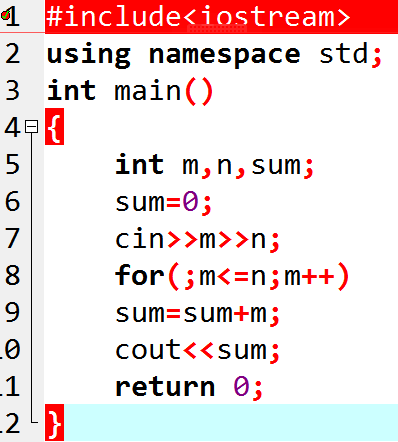 1 #include<iostream>
2 using namespace std;
3 int main()
4 {
5 int m,n,sum;
6 sum=0;
7 cin>>m>>n;
8 for(;m<=n;m++)
9 sum=sum+m;
10 cout<<sum;
11 return 0;
12 }